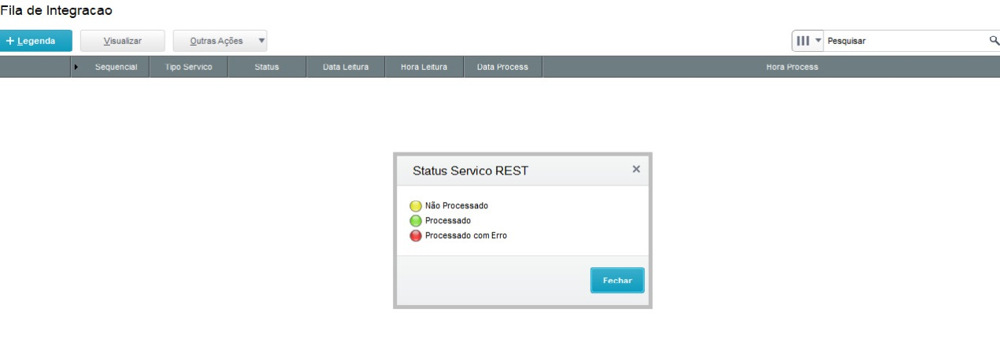 Fila de Integracao
+ Legenda Visualizar Outras Ações Pesquisar
Sequencial Tipo Servico Status Data Leitura Hora Leitura Data Process Hora Process
Status Servico REST ×
Não Processado
Processado
Processado com Erro
Fechar